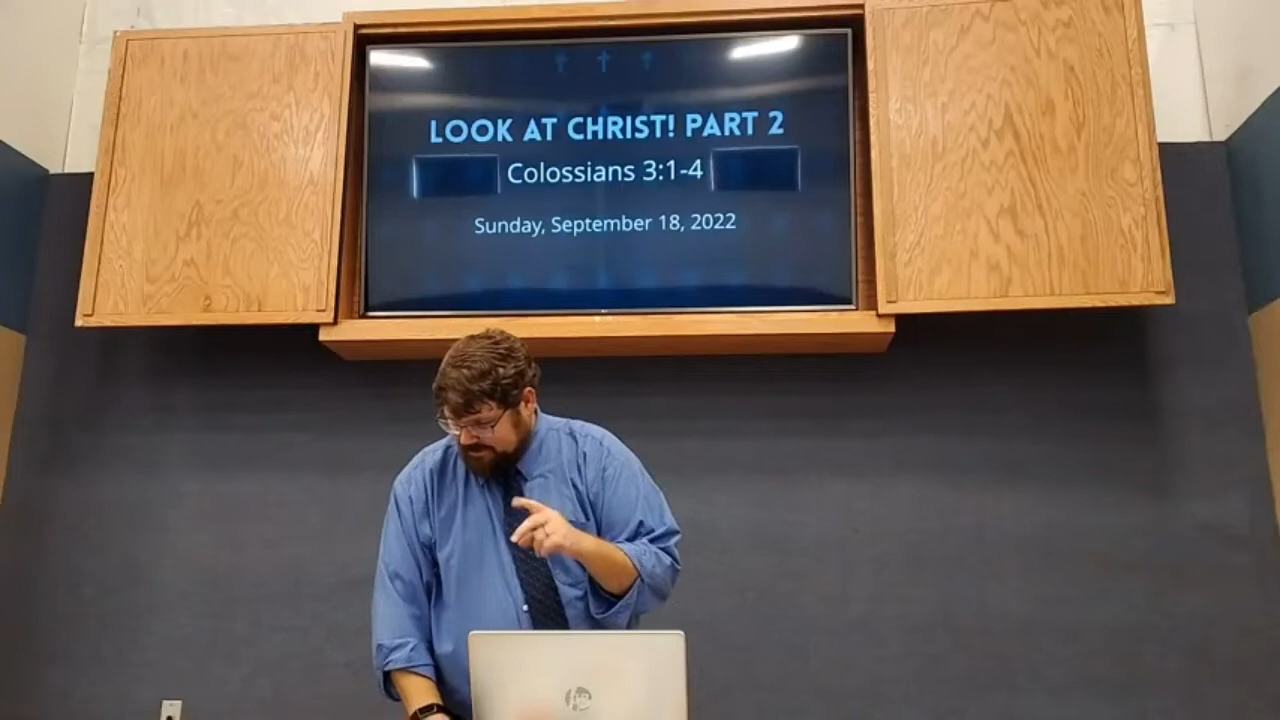 LOOK AT CHRIST! PART 2
Colossians 3:1-4
Sunday, September 18, 2022